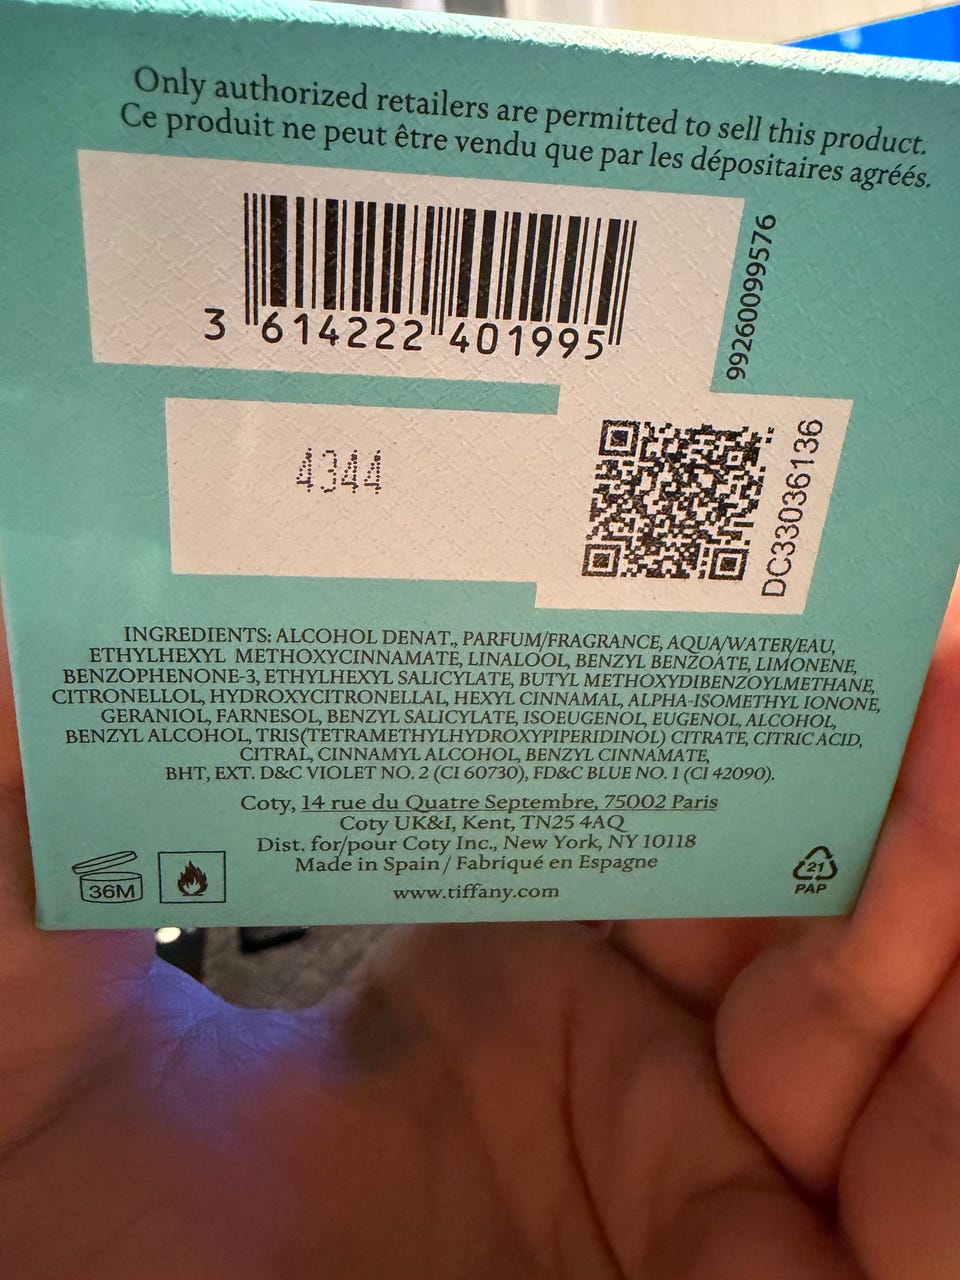 Only authorized retailers are permitted to sell this product.
Ce produit ne peut être vendu que par les dépositaires agréés.
3 614222 401995
99260099576
4344
DC33036136
INGREDIENTS: ALCOHOL DENAT., PARFUM/FRAGRANCE, AQUA/WATER/EAU,
ETHYLHEXYL METHOXYCINNAMATE, LINALOOL, BENZYL BENZOATE, LIMONENE,
BENZOPHENONE-3, ETHYLHEXYL SALICYLATE, BUTYL METHOXYDIBENZOYLMETHANE,
CITRONELLOL, HYDROXYCITRONELLAL, HEXYL CINNAMAL, ALPHA-ISOMETHYL IONONE,
GERANIOL, FARNESOL, BENZYL SALICYLATE, ISOEUGENOL, EUGENOL, ALCOHOL,
BENZYL ALCOHOL, TRIS(TETRAMETHYLHYDROXYPIPERIDINOL) CITRATE, CITRIC ACID,
CITRAL, CINNAMYL ALCOHOL, BENZYL CINNAMATE,
BHT, EXT. D&C VIOLET NO. 2 (CI 60730), FD&C BLUE NO. 1 (CI 42090).
Coty, 14 rue du Quatre Septembre, 75002 Paris
Coty UK&I, Kent, TN25 4AQ
Dist. for/pour Coty Inc., New York, NY 10118
Made in Spain / Fabriqué en Espagne
www.tiffany.com
36M
21
PAP